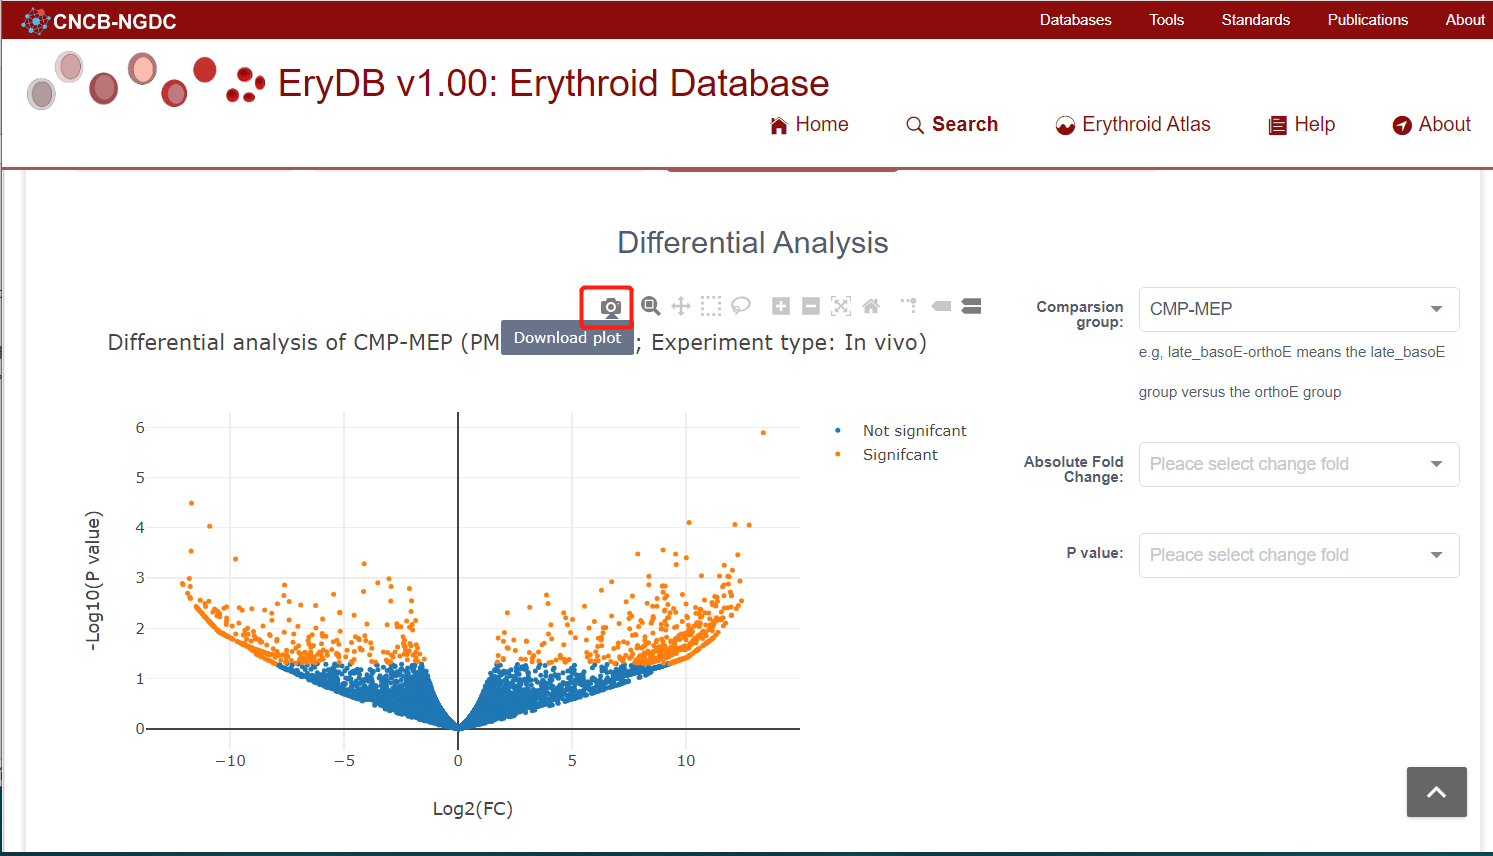 CNCB-NGDC
Databases Tools Standards Publications About
EryDB v1.00: Erythroid Database
Home Search Erythroid Atlas Help About
Differential Analysis
Download plot
Differential analysis of CMP-MEP (PM ; Experiment type: In vivo)
Comparsion group:
CMP-MEP
e.g, late_basoE-orthoE means the late_basoE
group versus the orthoE group
Absolute Fold
Change:
Pleace select change fold
P value:
Pleace select change fold
Not signifcant
Signifcant
-Log10(P value)
6
5
4
3
2
1
0
−10 −5 0 5 10
Log2(FC)